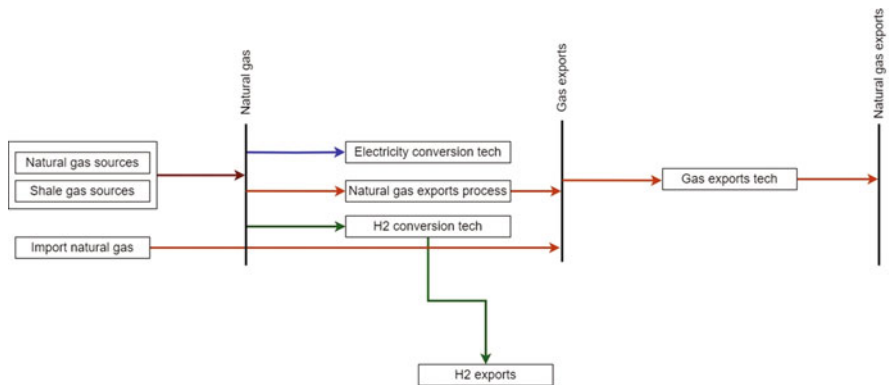 Natural gas
Gas exports
Natural gas exports
Natural gas sources
Shale gas sources
Import natural gas
Electricity conversion tech
Natural gas exports process
H2 conversion tech
Gas exports tech
H2 exports